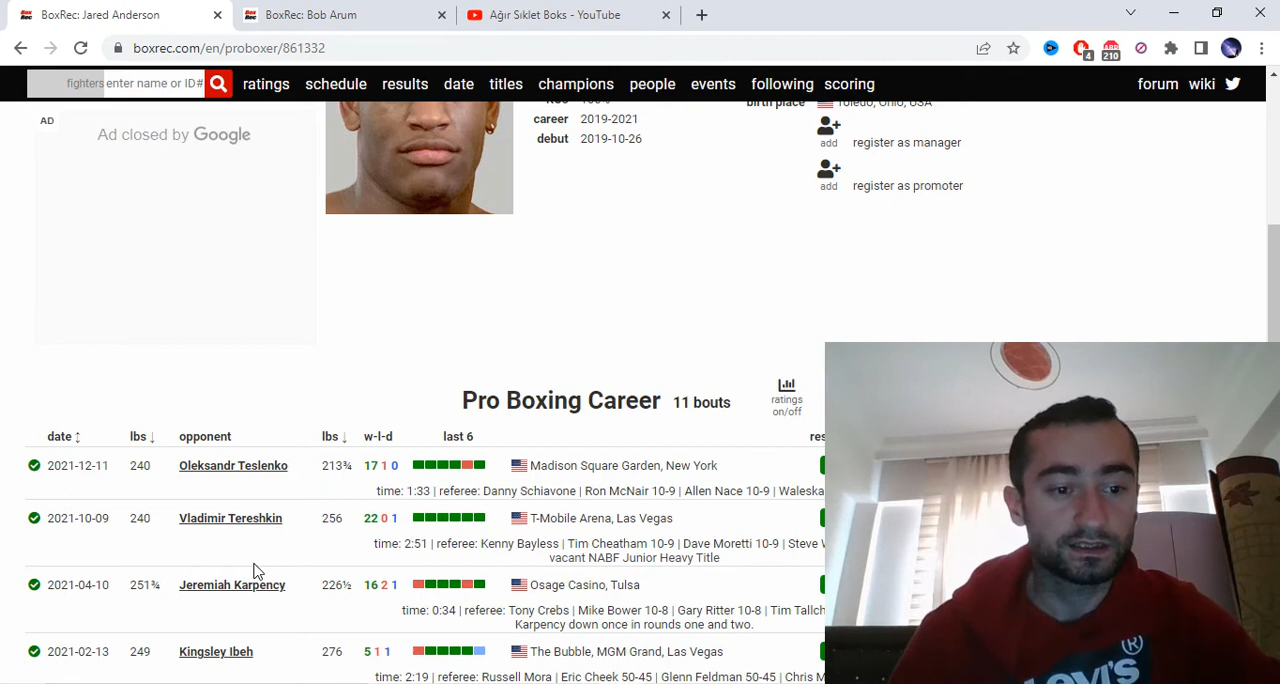 BoxRec: Jared Anderson
BoxRec: Bob Arum
Ağır Sıklet Boks - YouTube
boxrec.com/en/proboxer/861332
4
210
fighters enter name or ID#
ratings
schedule
results
date
titles
champions
people
events
following
scoring
forum
wiki
AD
Ad closed by Google
career 2019-2021
debut 2019-10-26
birth place Toledo, Ohio, USA
add register as manager
add register as promoter
Pro Boxing Career 11 bouts
ratings
on/off
date lbs opponent lbs w-l-d last 6
2021-12-11 240 Oleksandr Teslenko 213¾ 17 1 0 Madison Square Garden, New York
time: 1:33 | referee: Danny Schiavone | Ron McNair 10-9 | Allen Nace 10-9 | Waleska
2021-10-09 240 Vladimir Tereshkin 256 22 0 1 T-Mobile Arena, Las Vegas
time: 2:51 | referee: Kenny Bayless | Tim Cheatham 10-9 | Dave Moretti 10-9 | Steve
vacant NABF Junior Heavy Title
2021-04-10 251¾ Jeremiah Karpency 226½ 16 2 1 Osage Casino, Tulsa
time: 0:34 | referee: Tony Crebs | Mike Bower 10-8 | Gary Ritter 10-8 | Tim Tallch
Karpency down once in rounds one and two.
2021-02-13 249 Kingsley Ibeh 276 5 1 1 The Bubble, MGM Grand, Las Vegas
time: 2:19 | referee: Russell Mora | Eric Cheek 50-45 | Glenn Feldman 50-45 | Chris M
Levi's